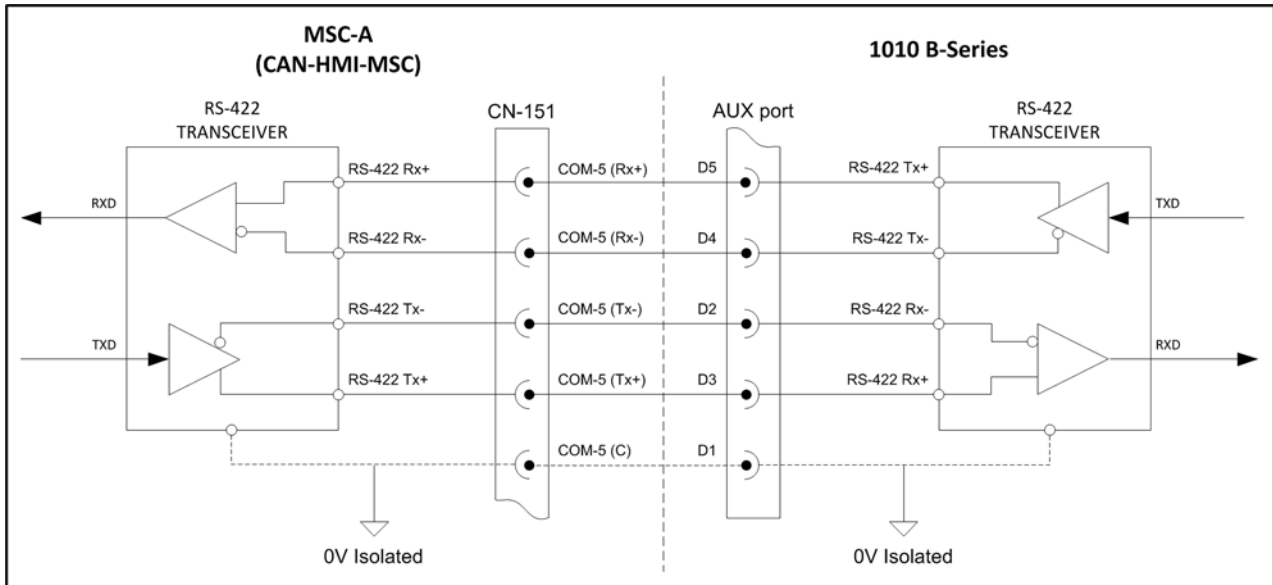 MSC-A
(CAN-HMI-MSC)
1010 B-Series
RS-422
TRANSCEIVER
CN-151
AUX port
RS-422
TRANSCEIVER
RS-422 Rx+
COM-5 (Rx+)
D5
RS-422 Tx+
RXD
TXD
RS-422 Rx-
COM-5 (Rx-)
D4
RS-422 Tx-
RS-422 Tx-
COM-5 (Tx-)
D2
RS-422 Rx-
TXD
RXD
RS-422 Tx+
COM-5 (Tx+)
D3
RS-422 Rx+
COM-5 (C)
D1
0V Isolated
0V Isolated